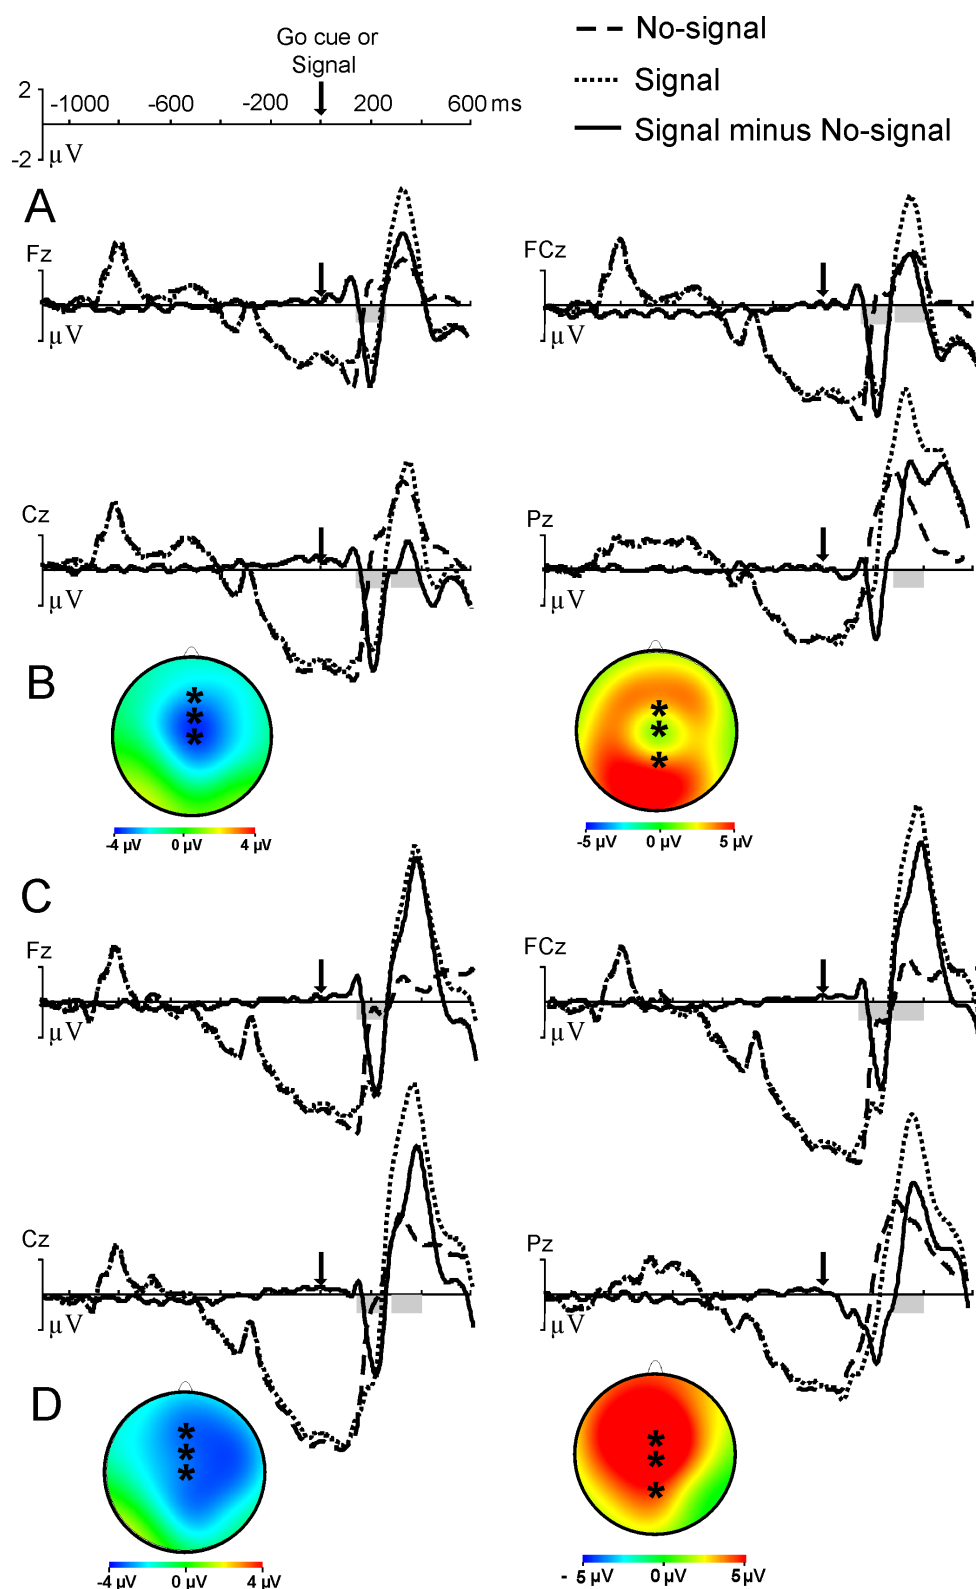 Go cue or
Signal
2
-1000 -600 -200 200 600 ms
-2 μV
No-signal
Signal
Signal minus No-signal
A
Fz
μV
FCz
μV
Cz
μV
Pz
μV
B
* * *
-4 μV 0 μV 4 μV
* * *
-5 μV 0 μV 5 μV
C
Fz
μV
FCz
μV
Cz
μV
Pz
μV
D
* * *
-4 μV 0 μV 4 μV
* * *
- 5 μV 0 μV 5 μV